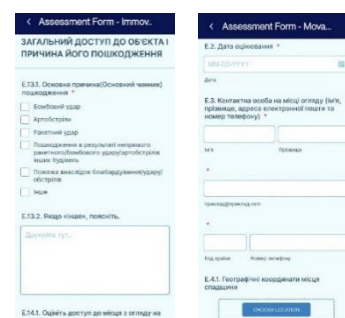 Assessment Form - Immov..
ЗАГАЛЬНИЙ ДОСТУП ДО ОБ'ЄКТА І
ПРИЧИНА ЙОГО ПОШКОДЖЕННЯ
E.13.1. Основна причина(Основний чинник)
пошкодження *
Бомбовий удар
Артобстріли
Ракетний удар
Пошкодження в результаті непрямого
ракетного/бомбового удару/артобстрілів
інших будівель
Пожежа внаслідок бомбардування/удару/
обстрілів
Інше
E.13.2. Якщо «інше», поясніть.
Друкуйте тут...
E.14.1. Оцініть доступ до місця з огляду на
Assessment Form - Mova...
E.2. Дата оцінювання *
MM-DD-YYYY
Дата
E.3. Контактна особа на місці огляду (ім'я,
прізвище, адреса електронної пошти та
номер телефону) *
Ім'я Прізвище
*
приклад@приклад.com
*
Код країни Номер телефону
E.4.1. Географічні координати місця
спадщини
CHOOSE LOCATION